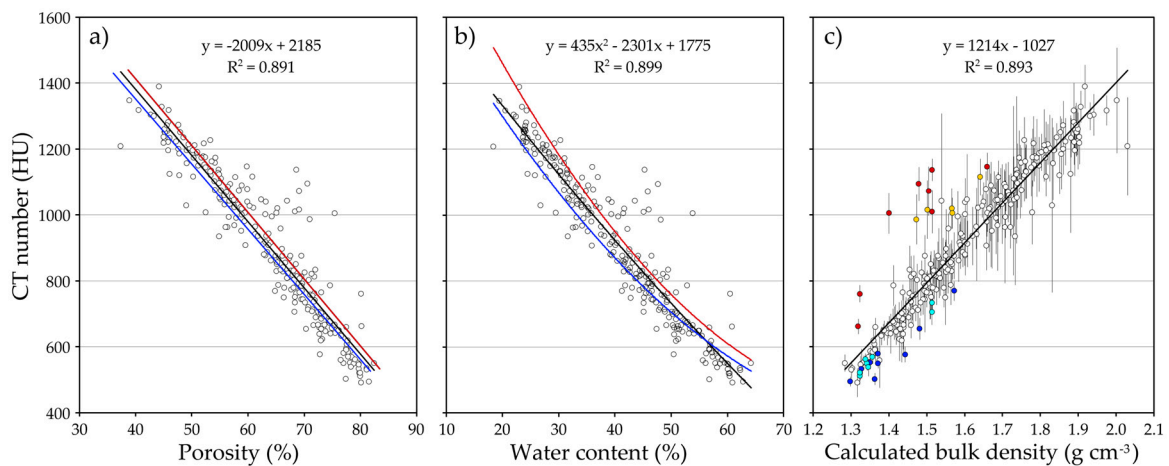 a)
y = -2009x + 2185
R² = 0.891
b)
y = 435x² - 2301x + 1775
R² = 0.899
c)
y = 1214x - 1027
R² = 0.893
CT number (HU)
1600
1400
1200
1000
800
600
400
30 40 50 60 70 80 90
Porosity (%)
10 20 30 40 50 60 70
Water content (%)
1.2 1.3 1.4 1.5 1.6 1.7 1.8 1.9 2.0 2.1
Calculated bulk density (g cm⁻³)